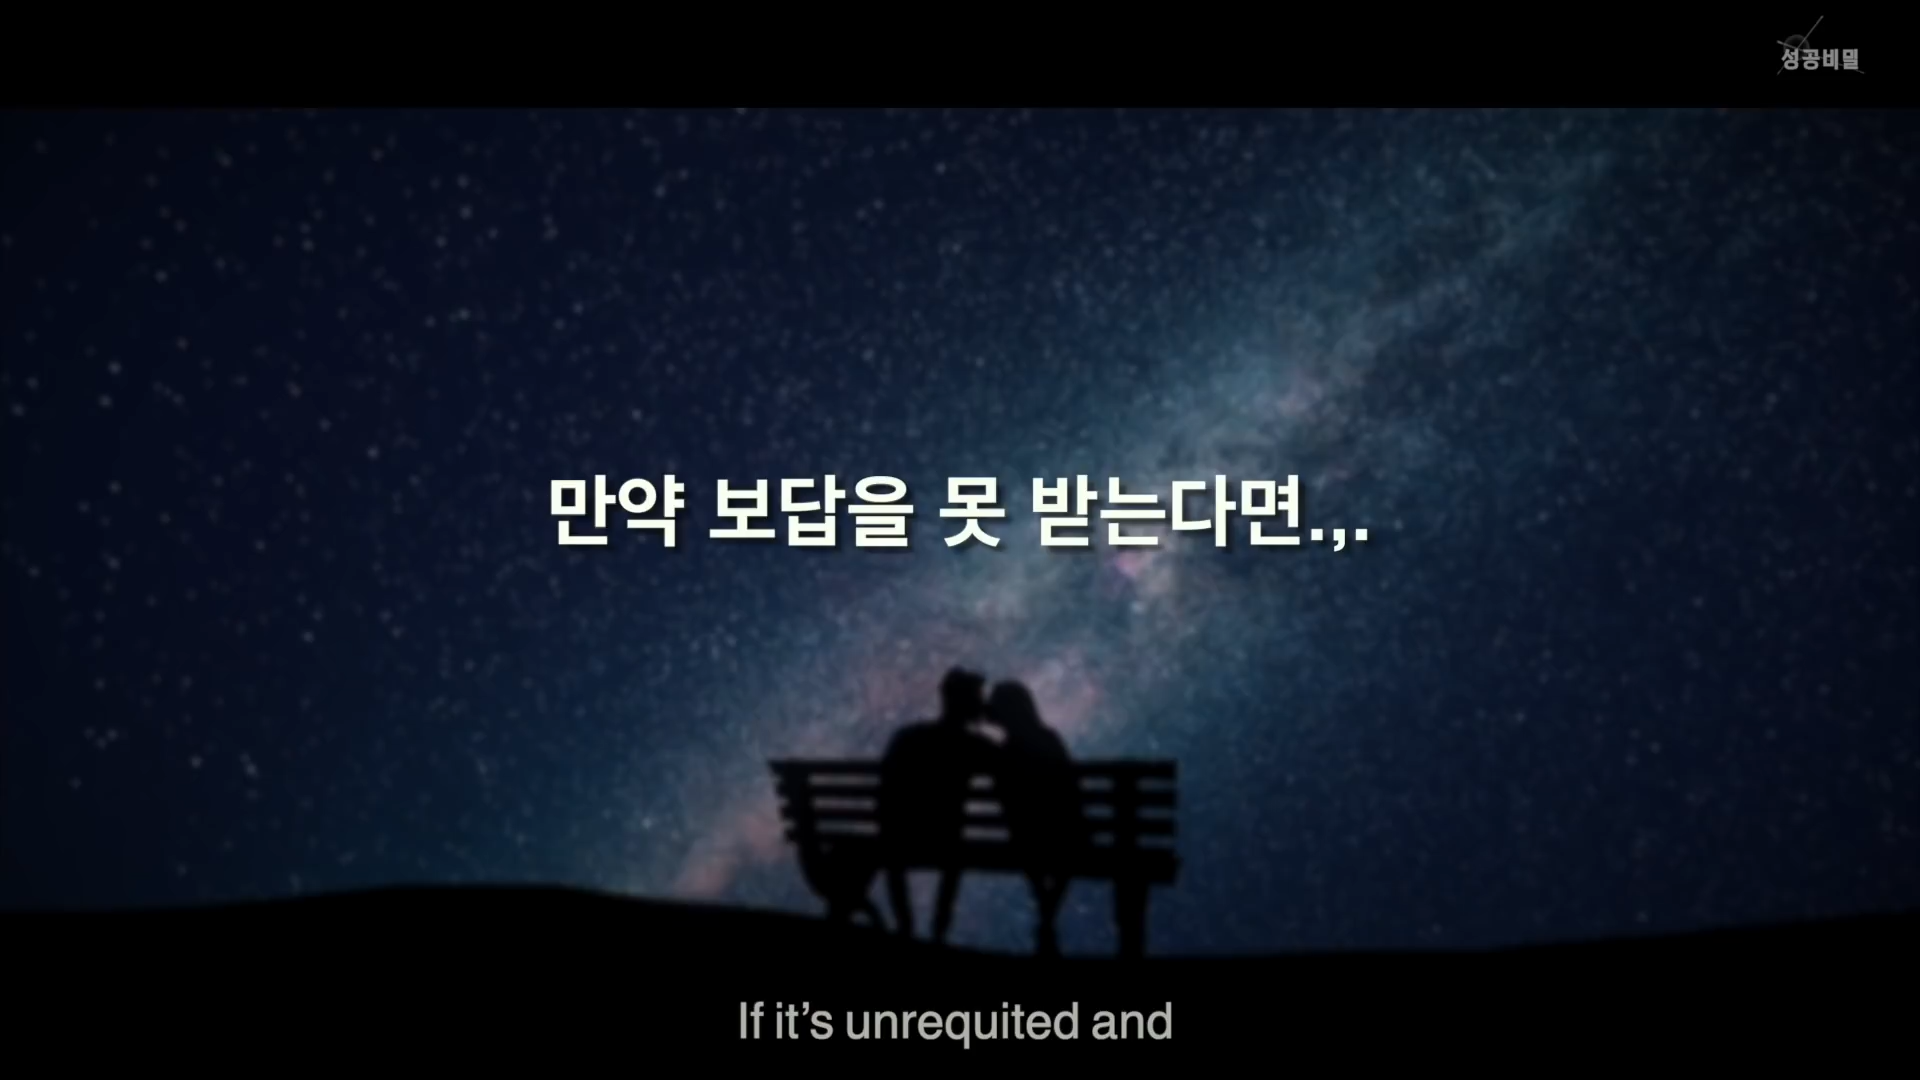 성공비밀
만약 보답을 못 받는다면.,.
If it’s unrequited and